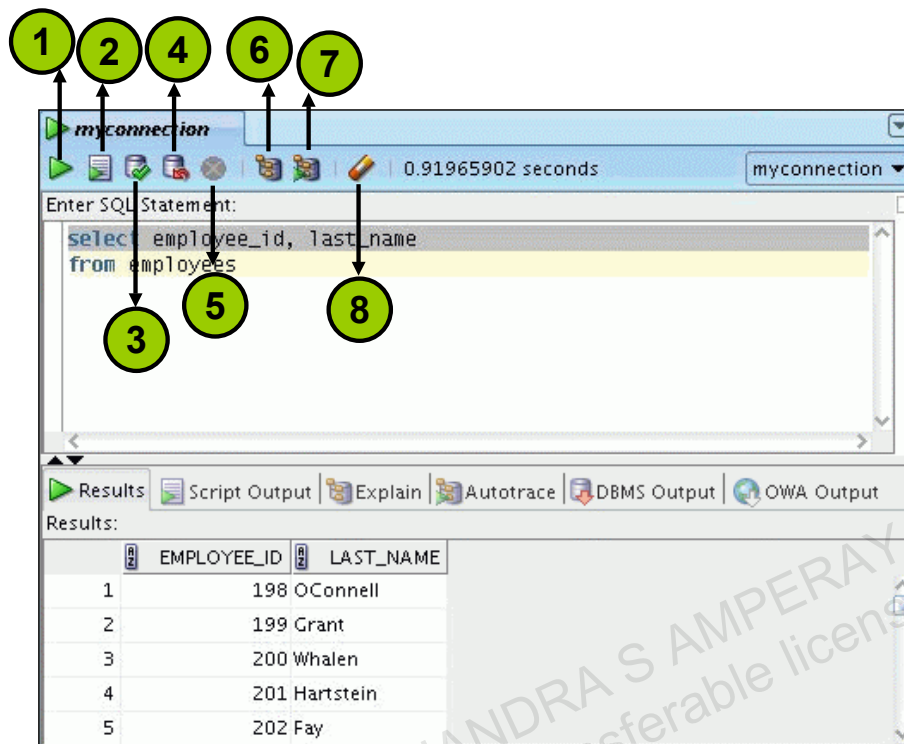 1
2
4
6
7
myconnection
0.91965902 seconds
myconnection
Enter SQL Statement:
select employee_id, last_name
from employees
5
8
3
Results Script Output Explain Autotrace DBMS Output OWA Output
Results:
EMPLOYEE_ID LAST_NAME
1 198 OConnell
2 199 Grant
3 200 Whalen
4 201 Hartstein
5 202 Fay
S AMPERAY